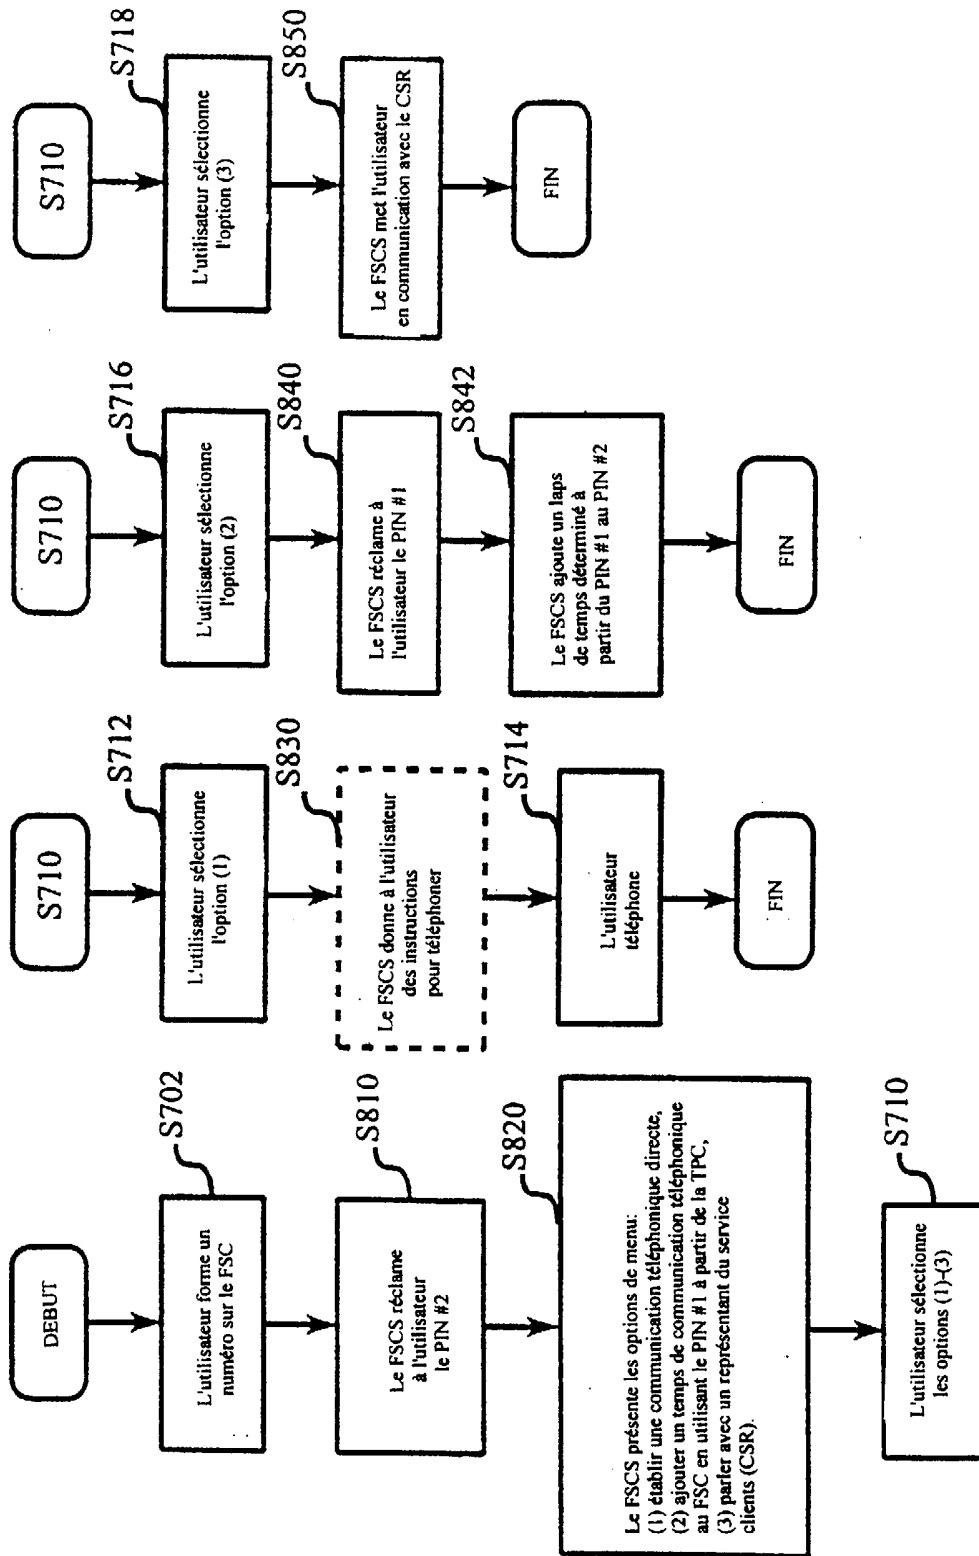 DEBUT
S702
L'utilisateur forme un
numéro sur le FSC
S810
Le FSCS réclame
à l'utilisateur
le PIN #2
S820
Le FSCS présente les options de menu:
(1) établir une communication téléphonique directe,
(2) ajouter un temps de communication téléphonique
au FSC en utilisant le PIN #1 à partir de la TPC,
(3) parler avec un représentant du service
clients (CSR).
S710
L'utilisateur sélectionne
les options (1)-(3)
S710
S712
L'utilisateur sélectionne
l'option (1)
S830
Le FSCS donne à l'utilisateur
des instructions
pour téléphoner
S714
L'utilisateur
téléphone
FIN
S710
S716
L'utilisateur sélectionne
l'option (2)
S840
Le FSCS réclame à
l'utilisateur le PIN #1
S842
Le FSCS ajoute un laps
de temps déterminé à
partir du PIN #1 au PIN #2
FIN
S710
S718
L'utilisateur sélectionne
l'option (3)
S850
Le FSCS met l'utilisateur
en communication avec le CSR
FIN